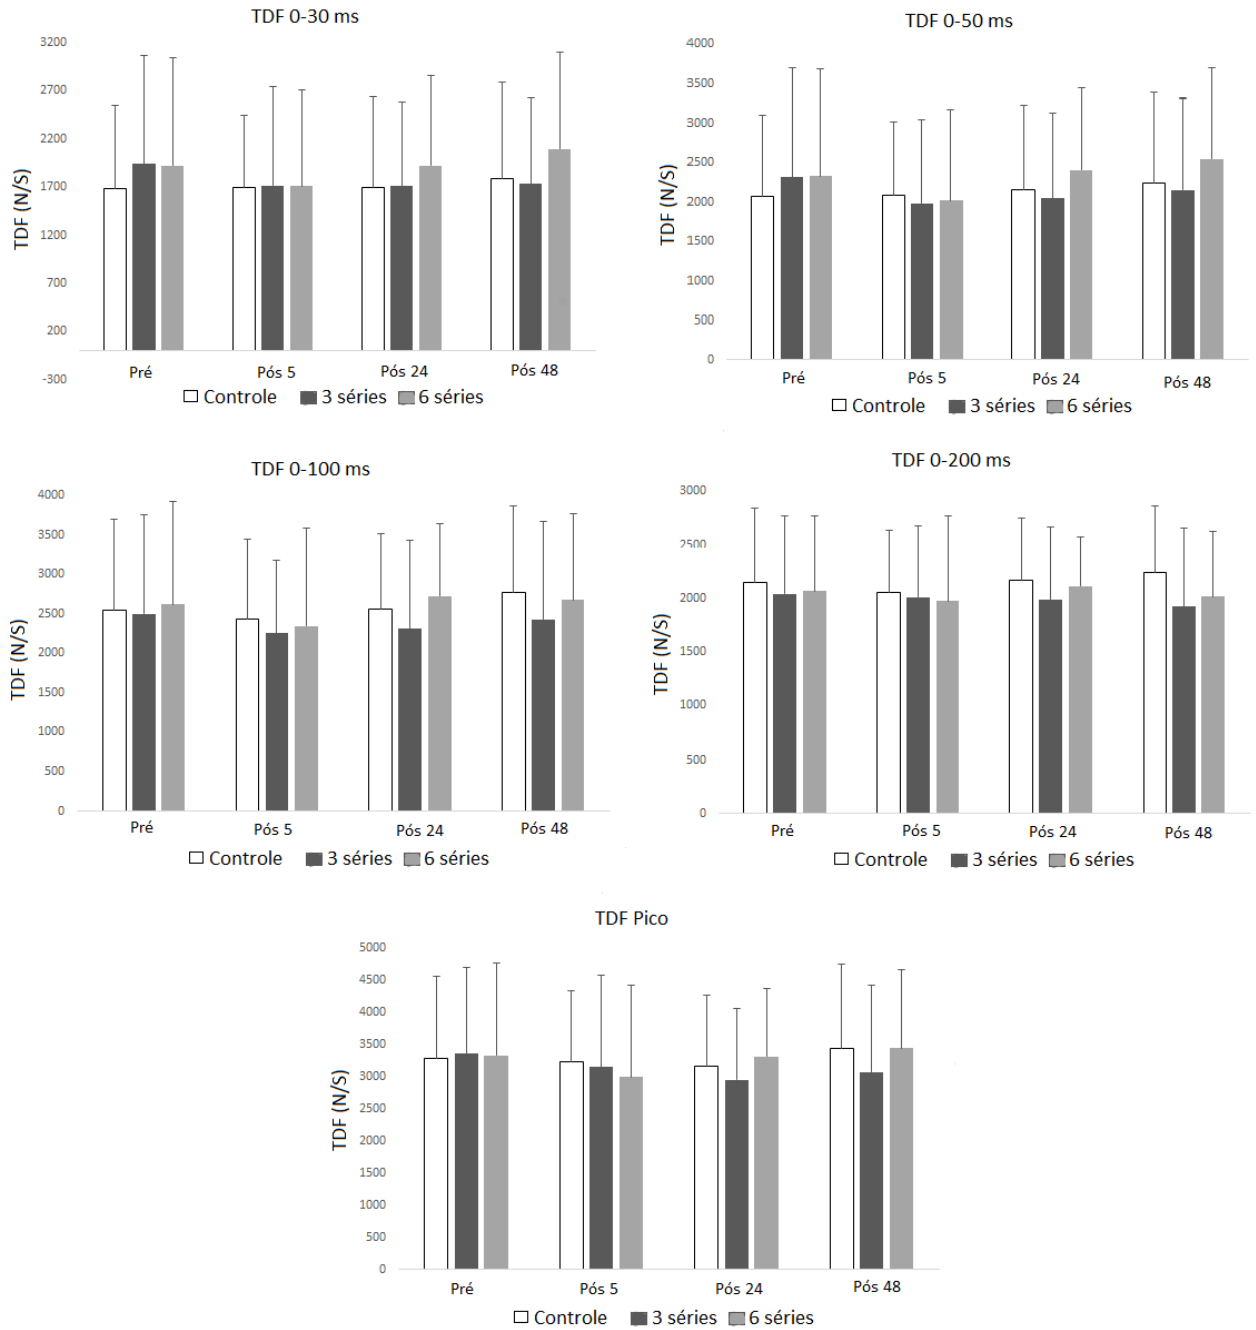 TDF 0-30 ms
3200
2700
2200
1700
1200
700
200
-300
TDF (N/S)
Pré Pós 5 Pós 24 Pós 48
Controle 3 séries 6 séries
TDF 0-50 ms
4000
3500
3000
2500
2000
1500
1000
500
0
TDF (N/S)
Pré Pós 5 Pós 24 Pós 48
Controle 3 séries 6 séries
TDF 0-100 ms
4000
3500
3000
2500
2000
1500
1000
500
0
TDF (N/S)
Pré Pós 5 Pós 24 Pós 48
Controle 3 séries 6 séries
TDF 0-200 ms
3000
2500
2000
1500
1000
500
0
TDF (N/S)
Pré Pós 5 Pós 24 Pós 48
Controle 3 séries 6 séries
TDF Pico
5000
4500
4000
3500
3000
2500
2000
1500
1000
500
0
TDF (N/S)
Pré Pós 5 Pós 24 Pós 48
Controle 3 séries 6 séries